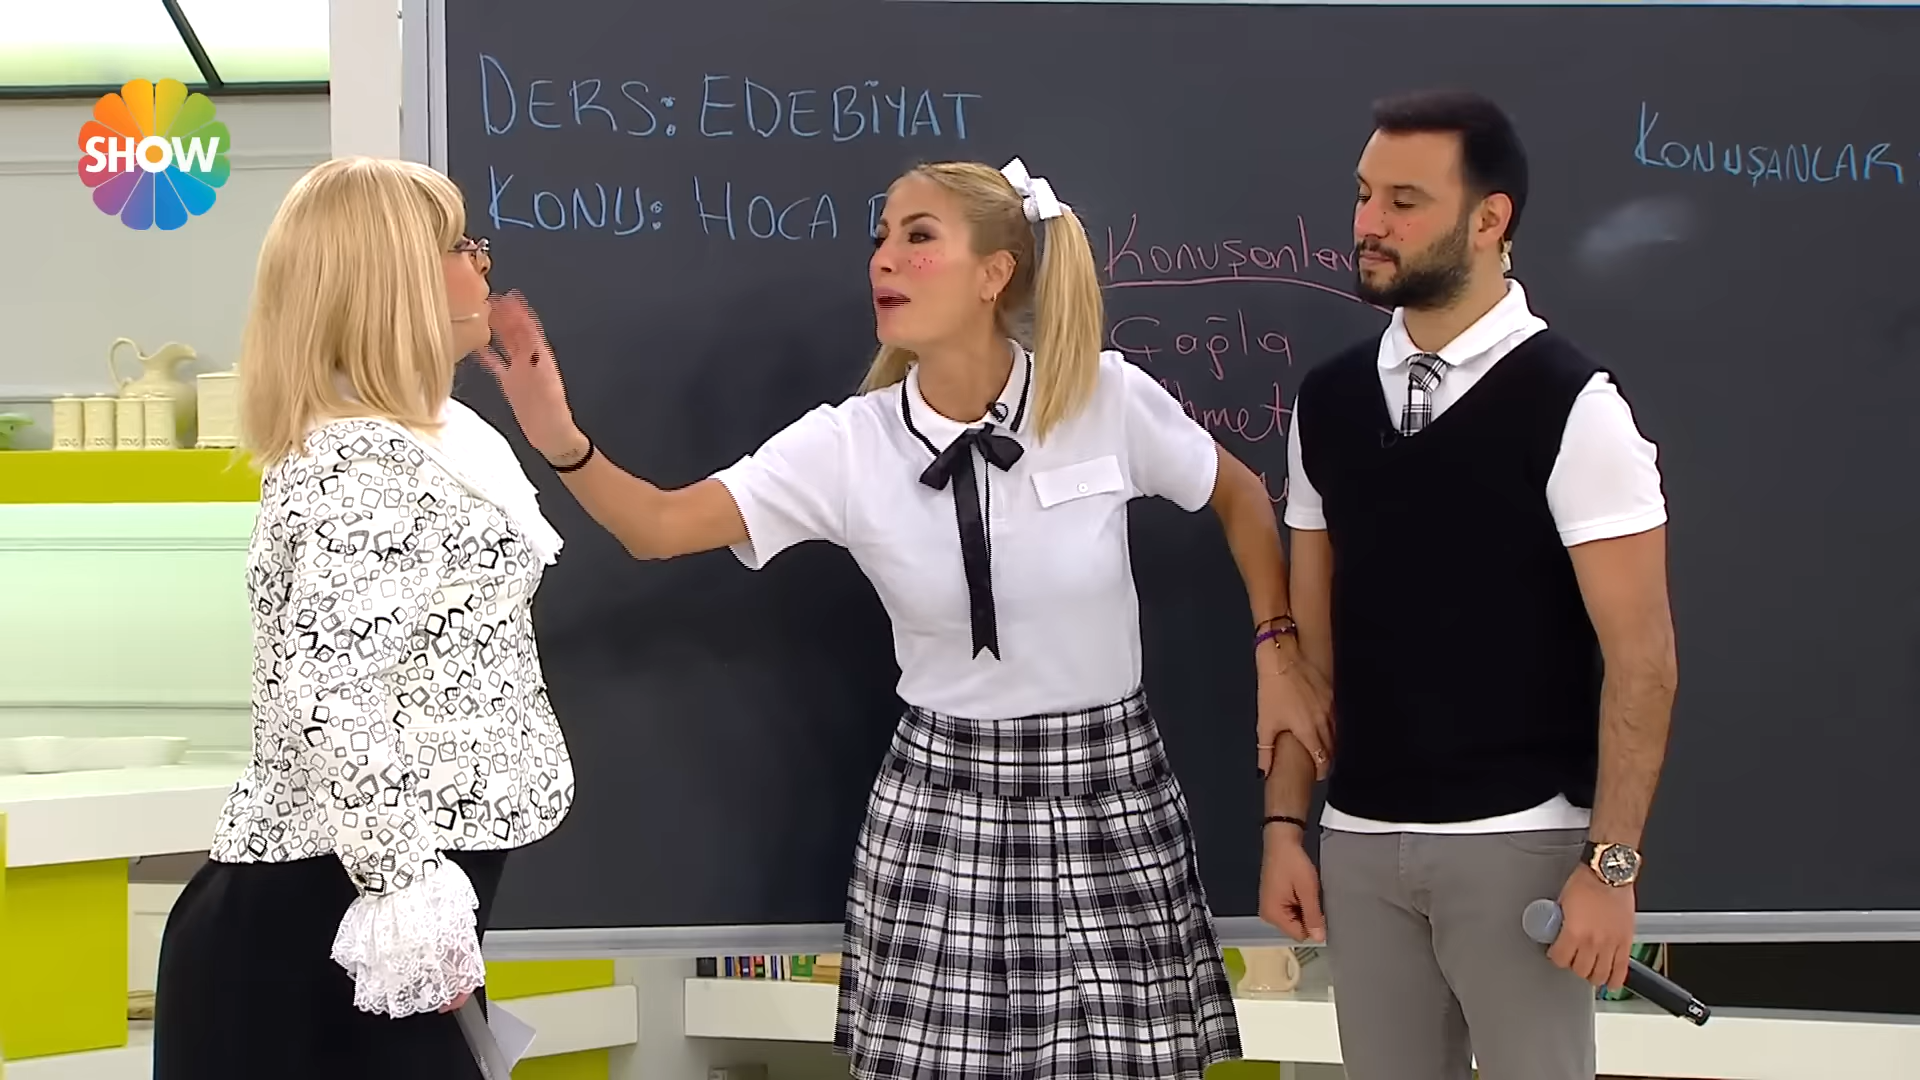 SHOW
DERS: EDEBİYAT
KONU: HOCA
KONUŞANLAR:
Konuşanlar
Çağla